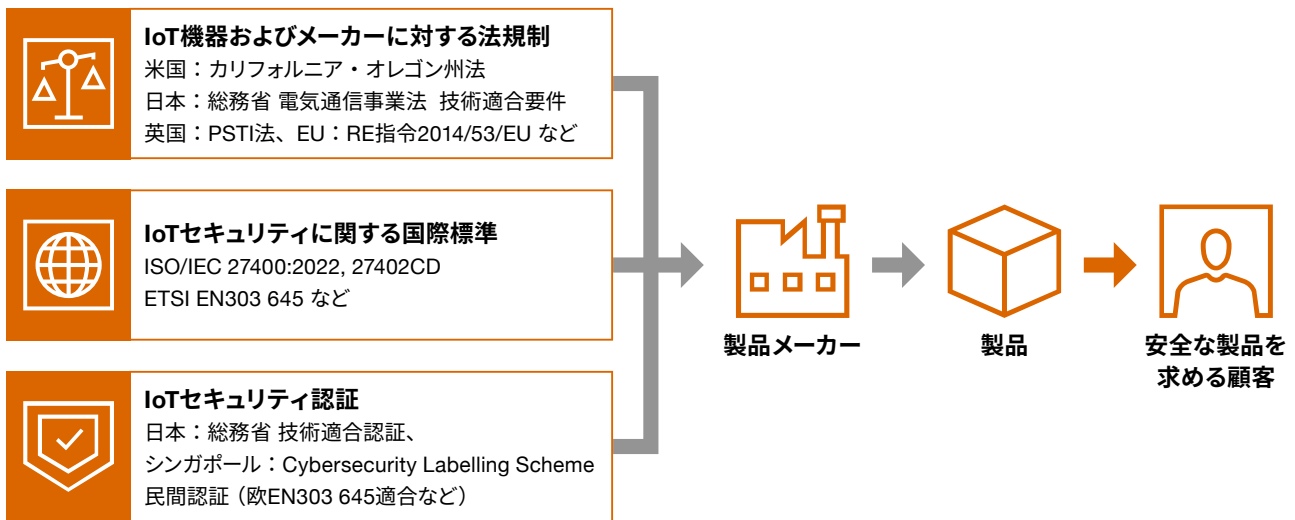 IoT機器およびメーカーに対する法規制
米国：カリフォルニア・オレゴン州法
日本：総務省 電気通信事業法 技術適合要件
英国：PSTI法、EU：RE指令2014/53/EU など
IoTセキュリティに関する国際標準
ISO/IEC 27400:2022, 27402CD
ETSI EN303 645 など
IoTセキュリティ認証
日本：総務省 技術適合認証、
シンガポール：Cybersecurity Labelling Scheme
民間認証（欧EN303 645適合など）
製品メーカー
製品
安全な製品を
求める顧客